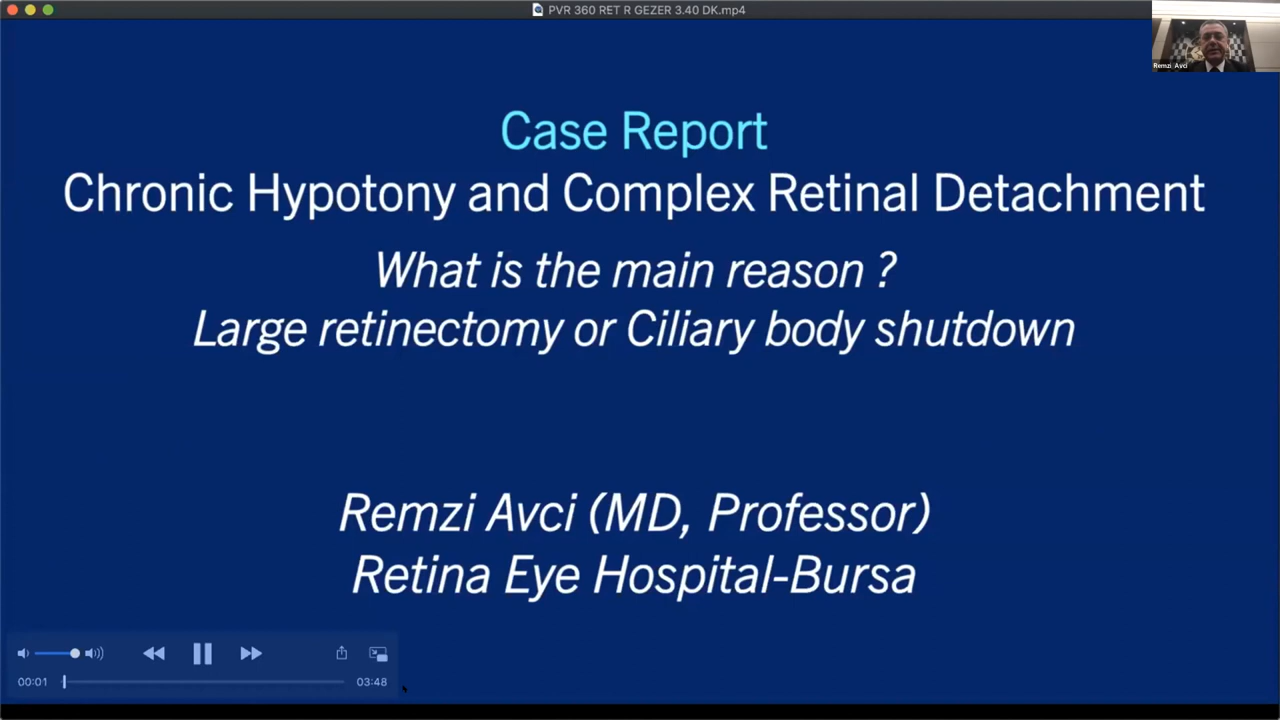 PVR 360 RET R GEZER 3.40 DK.mp4
Remzi Avci
Case Report
Chronic Hypotony and Complex Retinal Detachment
What is the main reason ?
Large retinectomy or Ciliary body shutdown
Remzi Avci (MD, Professor)
Retina Eye Hospital-Bursa
00:01
03:48